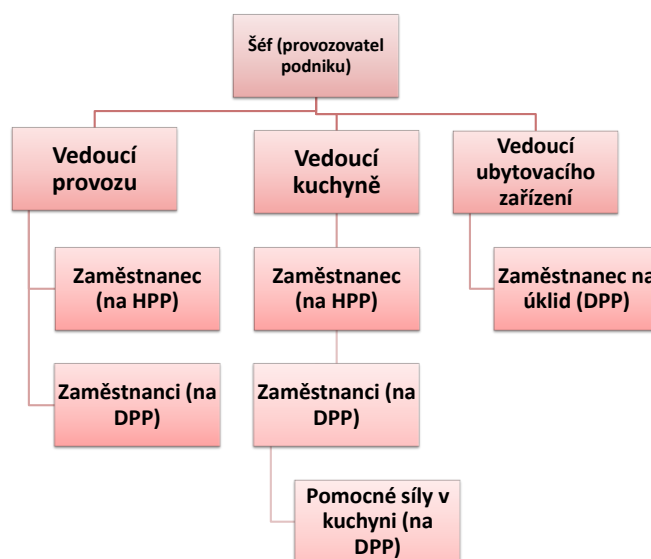 Šéf (provozovatel
podniku)
Vedoucí
provozu
Vedoucí
kuchyně
Vedoucí
ubytovacího
zařízení
Zaměstnanec
(na HPP)
Zaměstnanec
(na HPP)
Zaměstnanec na
úklid (DPP)
Zaměstnanci (na
DPP)
Zaměstnanci (na
DPP)
Pomocné síly v
kuchyni (na
DPP)